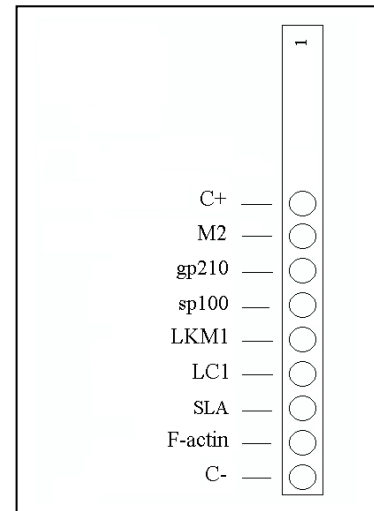 1
C+
M2
gp210
sp100
LKM1
LC1
SLA
F-actin
C-